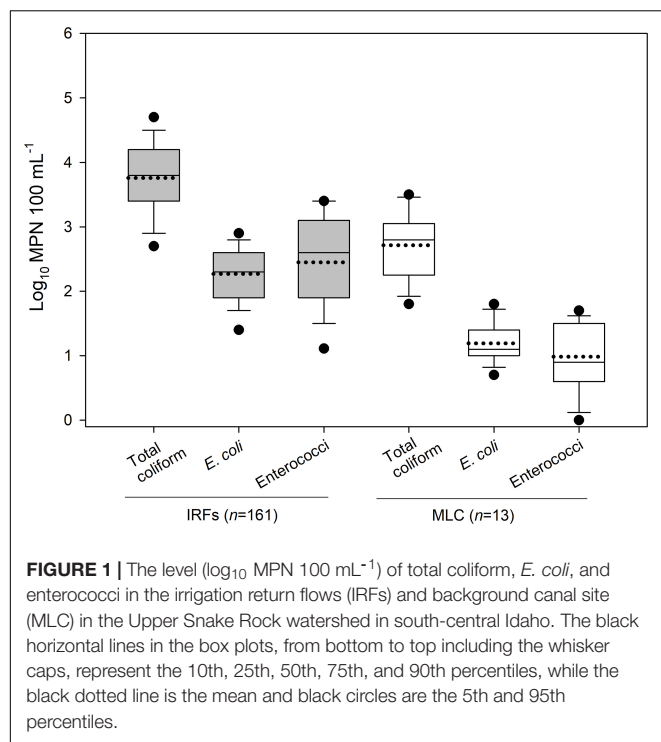 6
5
4
3
2
1
0
Log₁₀ MPN 100 mL⁻¹
Total coliform
E. coli
Enterococci
Total coliform
E. coli
Enterococci
IRFs (n=161)
MLC (n=13)
FIGURE 1 | The level (log₁₀ MPN 100 mL⁻¹) of total coliform, E. coli, and
enterococci in the irrigation return flows (IRFs) and background canal site
(MLC) in the Upper Snake Rock watershed in south-central Idaho. The black
horizontal lines in the box plots, from bottom to top including the whisker
caps, represent the 10th, 25th, 50th, 75th, and 90th percentiles, while the
black dotted line is the mean and black circles are the 5th and 95th
percentiles.